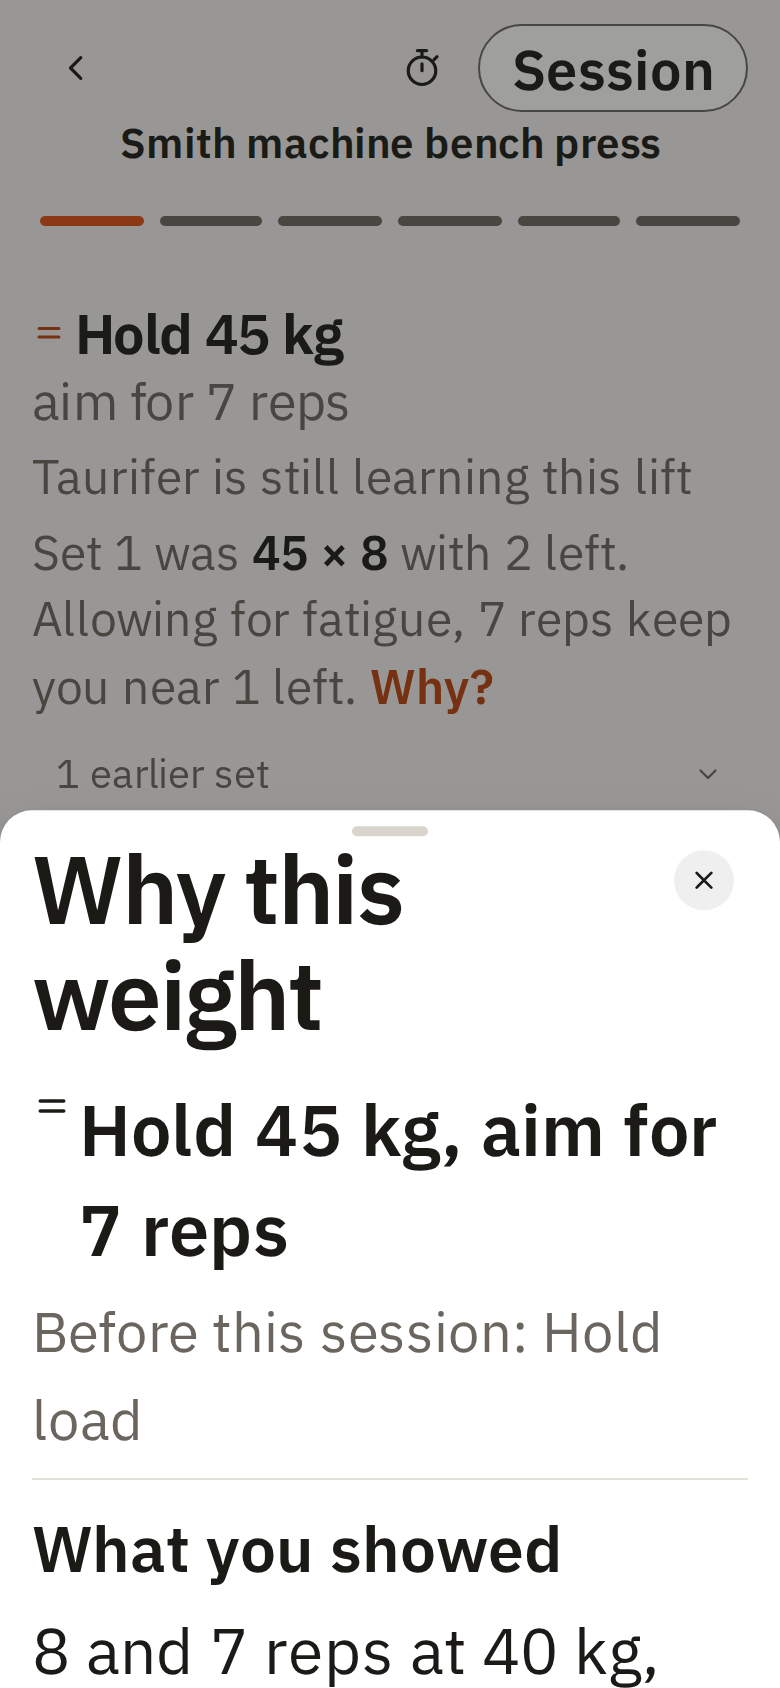 Session
Smith machine bench press
= Hold 45 kg
aim for 7 reps
Taurifer is still learning this lift
Set 1 was 45 × 8 with 2 left.
Allowing for fatigue, 7 reps keep
you near 1 left. Why?
1 earlier set
Why this
weight
= Hold 45 kg, aim for
7 reps
Before this session: Hold
load
What you showed
8 and 7 reps at 40 kg,